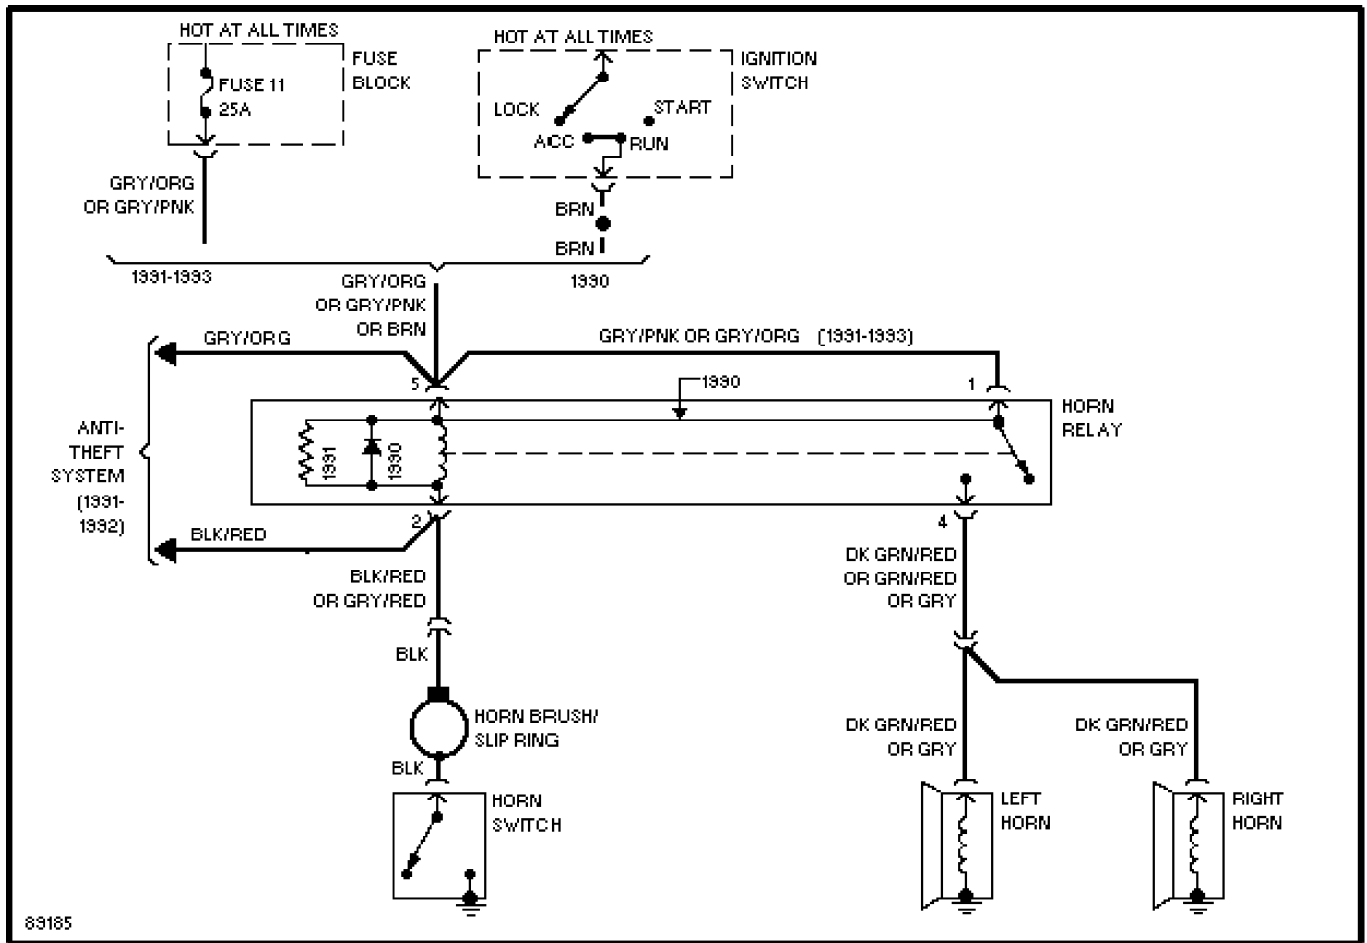 HOT AT ALL TIMES
FUSE
BLOCK
FUSE 11
25A
HOT AT ALL TIMES
IGNITION
SWITCH
LOCK
START
ACC
RUN
GRY/ORG
OR GRY/PNK
BRN
BRN
1991-1993
1990
GRY/ORG
OR GRY/PNK
OR BRN
GRY/ORG
GRY/PNK OR GRY/ORG (1991-1993)
5
1990
1
HORN
RELAY
ANTI-
THEFT
SYSTEM
(1991-
1992)
1991
1990
2
4
BLK/RED
BLK/RED
OR GRY/RED
DK GRN/RED
OR GRN/RED
OR GRY
BLK
HORN BRUSH/
SLIP RING
DK GRN/RED
OR GRY
DK GRN/RED
OR GRY
BLK
HORN
SWITCH
LEFT
HORN
RIGHT
HORN
89185